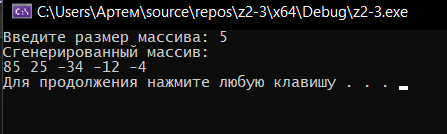 C:\Users\Артем\source\repos\z2-3\x64\Debug\z2-3.exe
Введите размер массива: 5
Сгенерированный массив:
85 25 -34 -12 -4
Для продолжения нажмите любую клавишу . . .